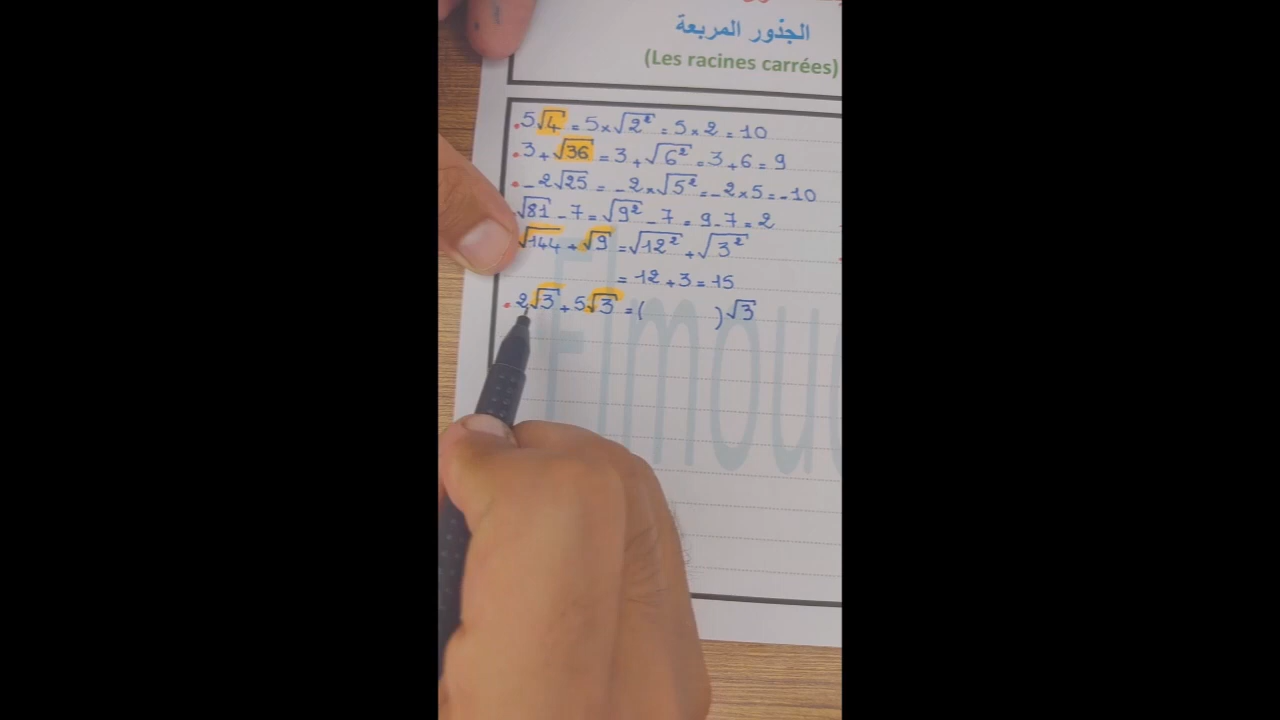 الجذور المربعة
(Les racines carrées)
.5√4 = 5×√2² = 5×2 = 10
.3+√36 = 3+√6² = 3+6 = 9
.-2√25 = -2×√5² = -2×5 = -10
√81 - 7 = √9² - 7 = 9-7 = 2
√144 + √9 = √12² + √3²
= 12+3 = 15
.2√3 + 5√3 = ( )√3
Elmou